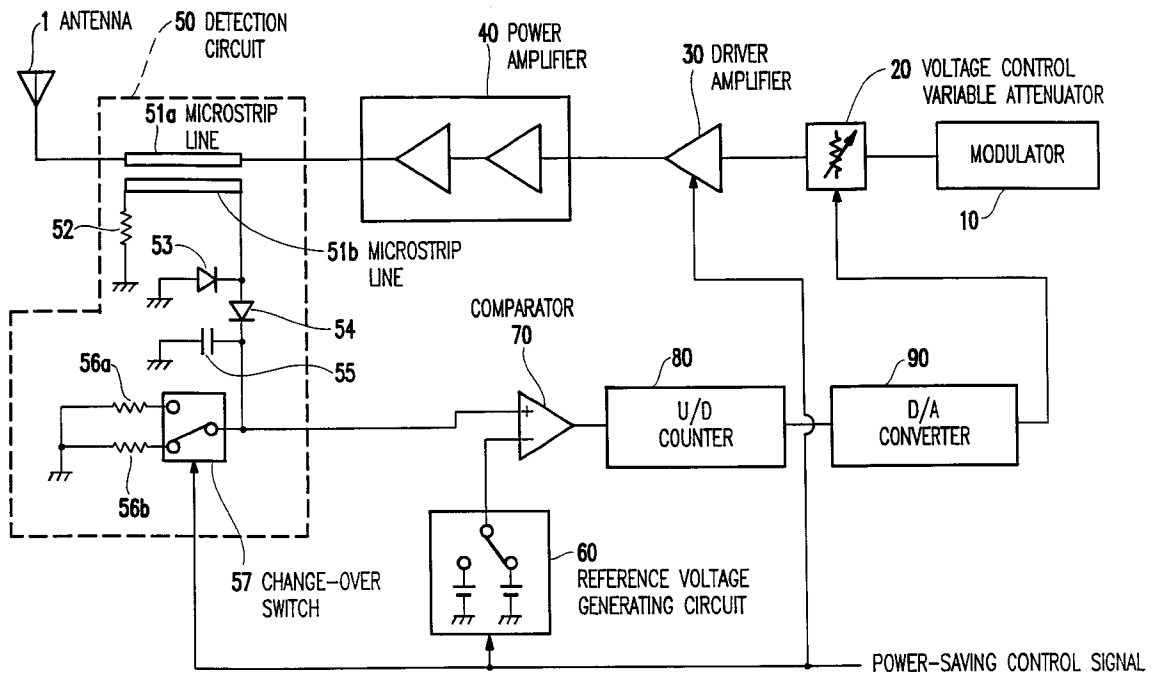 1 ANTENNA
50 DETECTION
CIRCUIT
51a MICROSTRIP
LINE
40 POWER
AMPLIFIER
30 DRIVER
AMPLIFIER
20 VOLTAGE CONTROL
VARIABLE ATTENUATOR
MODULATOR
10
52
53
51b MICROSTRIP
LINE
54
55
56a
56b
57 CHANGE-OVER
SWITCH
COMPARATOR
70
+
−
80
U/D
COUNTER
90
D/A
CONVERTER
60
REFERENCE VOLTAGE
GENERATING CIRCUIT
POWER-SAVING CONTROL SIGNAL